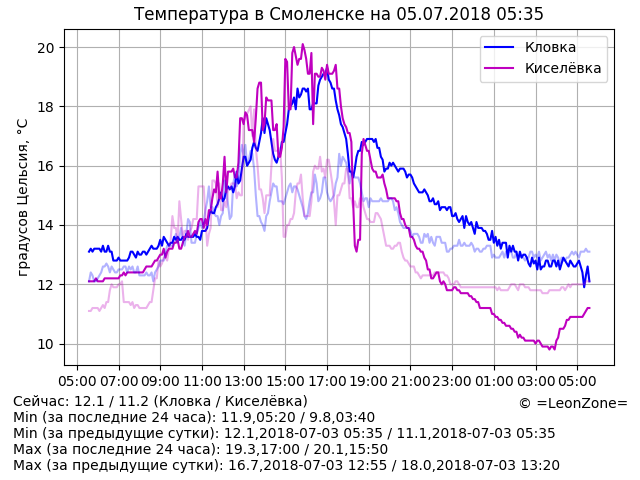 Температура в Смоленске на 05.07.2018 05:35
Кловка
Киселёвка
градусов Цельсия, °C
20
18
16
14
12
10
05:00 07:00 09:00 11:00 13:00 15:00 17:00 19:00 21:00 23:00 01:00 03:00 05:00
Сейчас: 12.1 / 11.2 (Кловка / Киселёвка)
© =LeonZone=
Min (за последние 24 часа): 11.9,05:20 / 9.8,03:40
Min (за предыдущие сутки): 12.1,2018-07-03 05:35 / 11.1,2018-07-03 05:35
Max (за последние 24 часа): 19.3,17:00 / 20.1,15:50
Max (за предыдущие сутки): 16.7,2018-07-03 12:55 / 18.0,2018-07-03 13:20